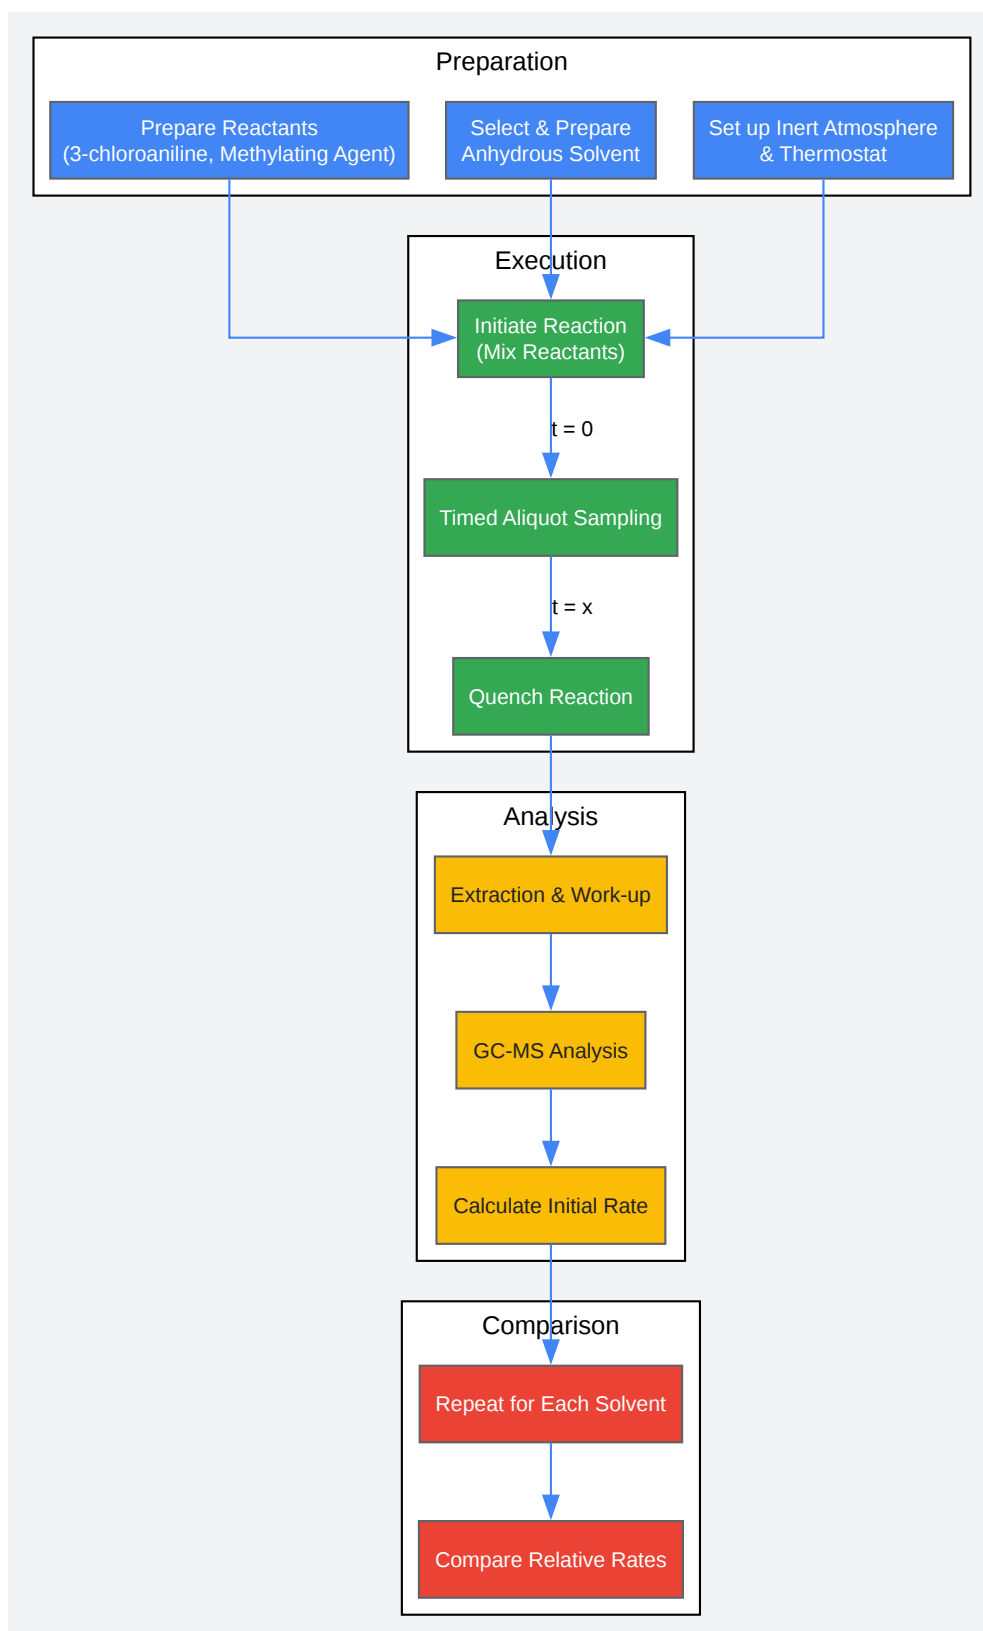 Preparation
Prepare Reactants
(3-chloroaniline, Methylating Agent)
Select & Prepare
Anhydrous Solvent
Set up Inert Atmosphere
& Thermostat
Execution
Initiate Reaction
(Mix Reactants)
t = 0
Timed Aliquot Sampling
t = x
Quench Reaction
Analysis
Extraction & Work-up
GC-MS Analysis
Calculate Initial Rate
Comparison
Repeat for Each Solvent
Compare Relative Rates